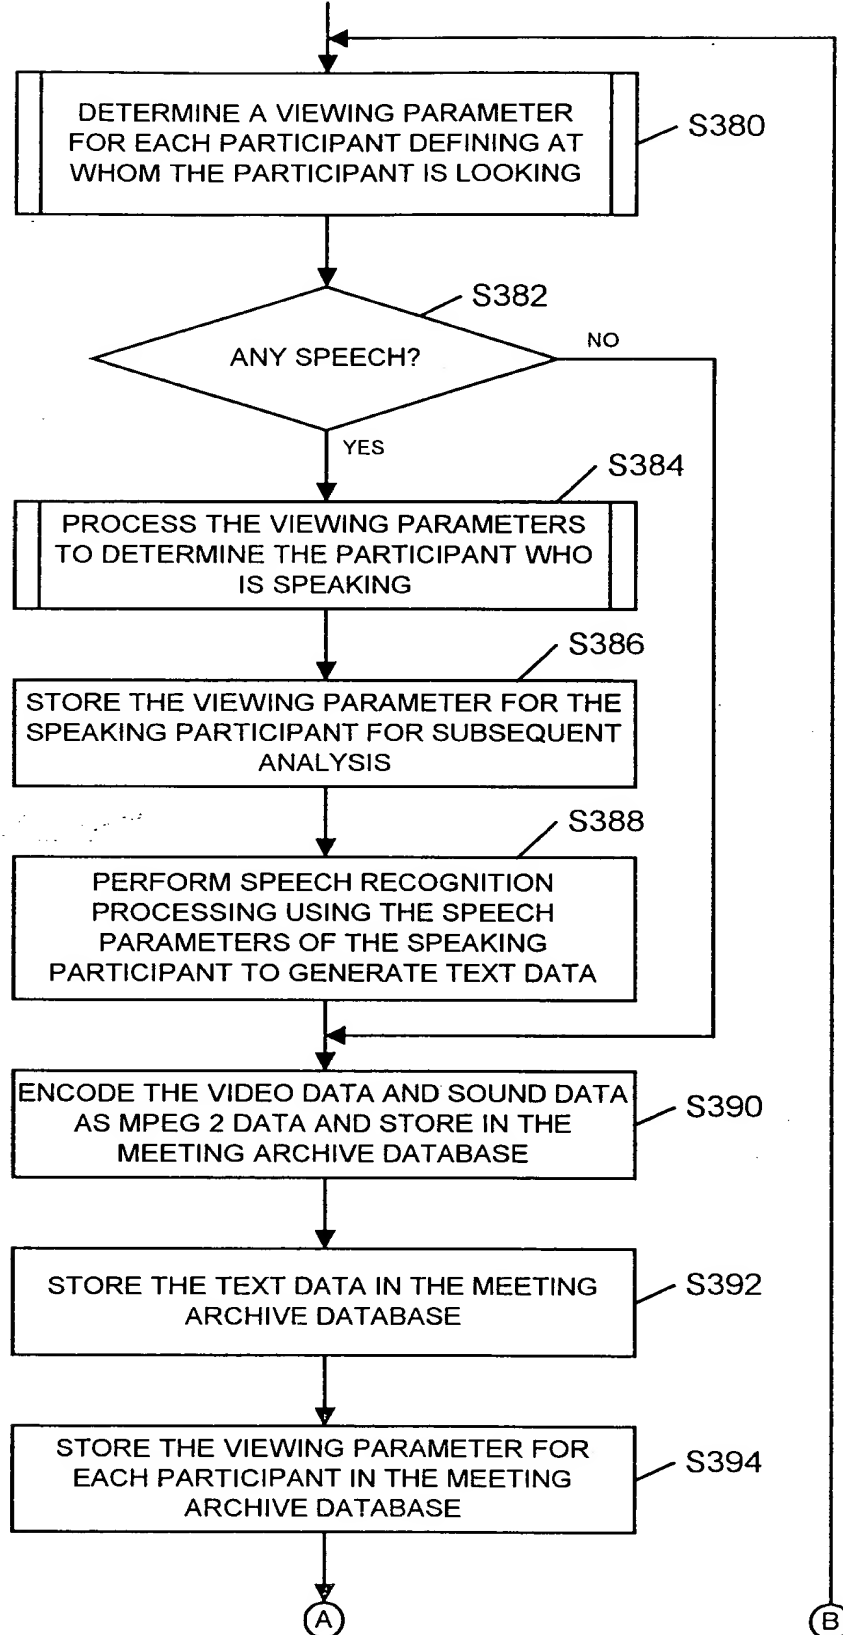 DETERMINE A VIEWING PARAMETER
FOR EACH PARTICIPANT DEFINING AT
WHOM THE PARTICIPANT IS LOOKING
S380
S382
ANY SPEECH?
NO
YES
S384
PROCESS THE VIEWING PARAMETERS
TO DETERMINE THE PARTICIPANT WHO
IS SPEAKING
S386
STORE THE VIEWING PARAMETER FOR THE
SPEAKING PARTICIPANT FOR SUBSEQUENT
ANALYSIS
S388
PERFORM SPEECH RECOGNITION
PROCESSING USING THE SPEECH
PARAMETERS OF THE SPEAKING
PARTICIPANT TO GENERATE TEXT DATA
ENCODE THE VIDEO DATA AND SOUND DATA
AS MPEG 2 DATA AND STORE IN THE
MEETING ARCHIVE DATABASE
S390
STORE THE TEXT DATA IN THE MEETING
ARCHIVE DATABASE
S392
STORE THE VIEWING PARAMETER FOR
EACH PARTICIPANT IN THE MEETING
ARCHIVE DATABASE
S394
A
B